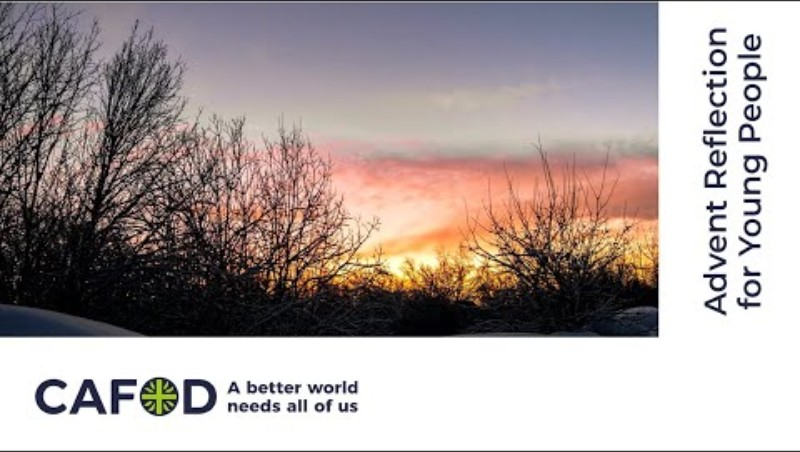 Advent Reflection
for Young People
CAFOD
A better world
needs all of us